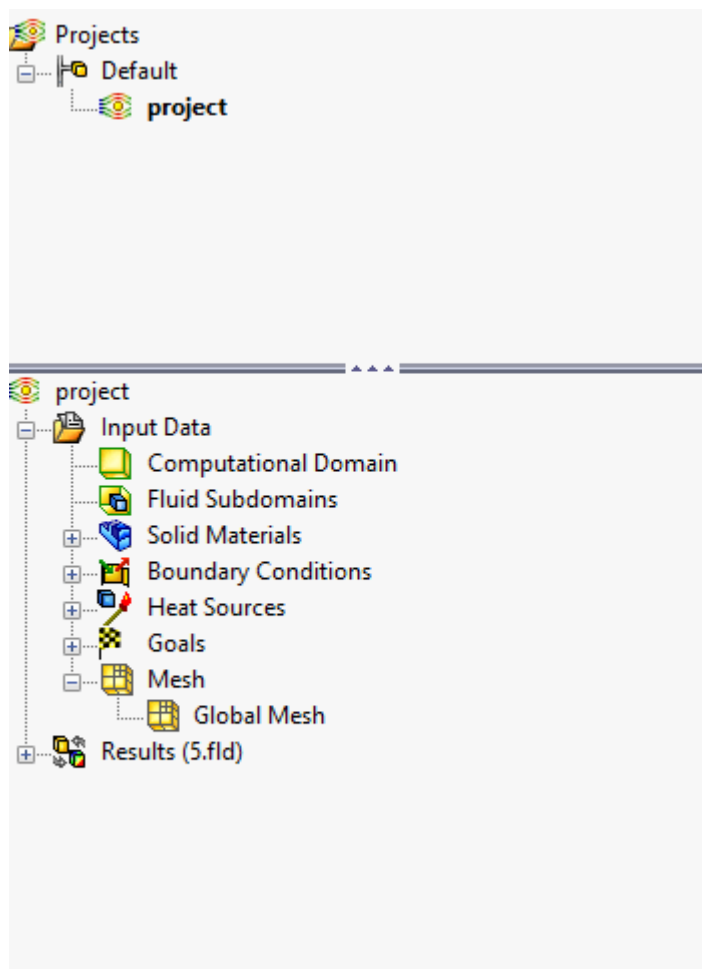 Projects
Default
project
project
Input Data
Computational Domain
Fluid Subdomains
Solid Materials
Boundary Conditions
Heat Sources
Goals
Mesh
Global Mesh
Results (5.fld)